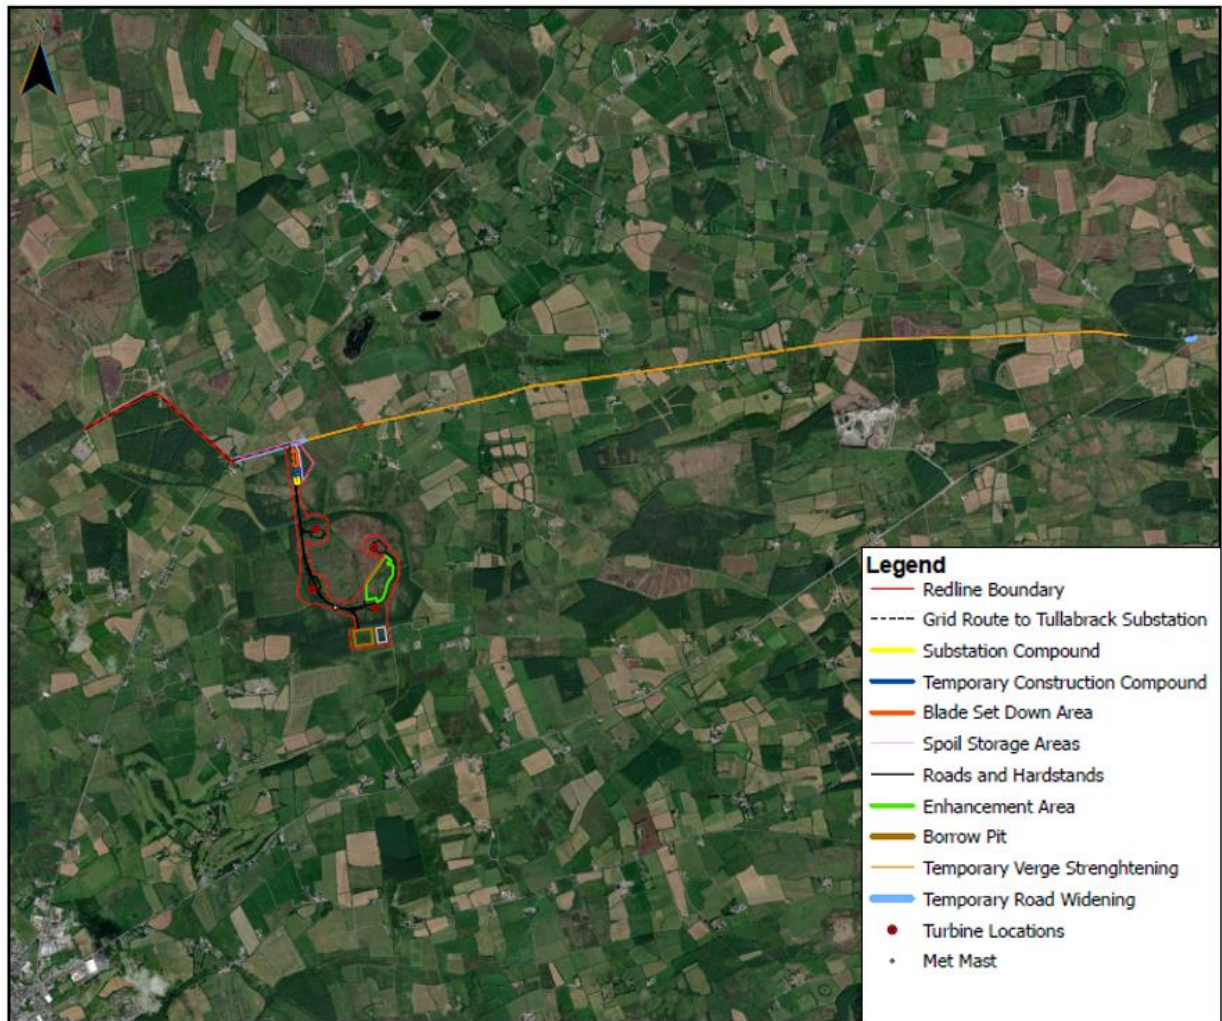 N
Legend
Redline Boundary
Grid Route to Tullabrack Substation
Substation Compound
Temporary Construction Compound
Blade Set Down Area
Spoil Storage Areas
Roads and Hardstands
Enhancement Area
Borrow Pit
Temporary Verge Strenghtening
Temporary Road Widening
Turbine Locations
Met Mast